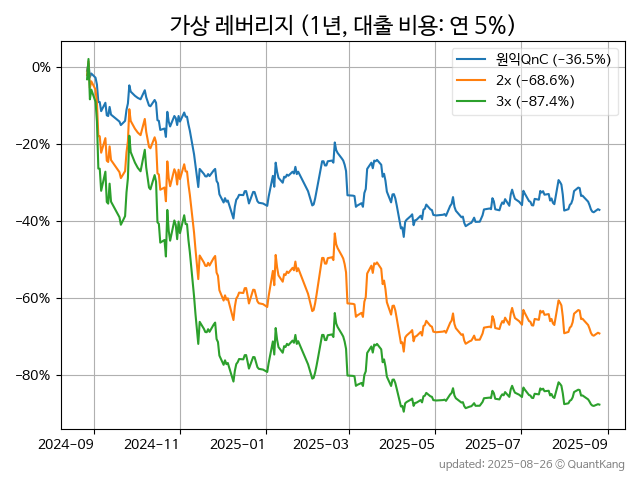 가상 레버리지 (1년, 대출 비용: 연 5%)
원익QnC (−36.5%)
2x (−68.6%)
3x (−87.4%)
0%
−20%
−40%
−60%
−80%
2024-09 2024-11 2025-01 2025-03 2025-05 2025-07 2025-09
updated: 2025-08-26 © QuantKang